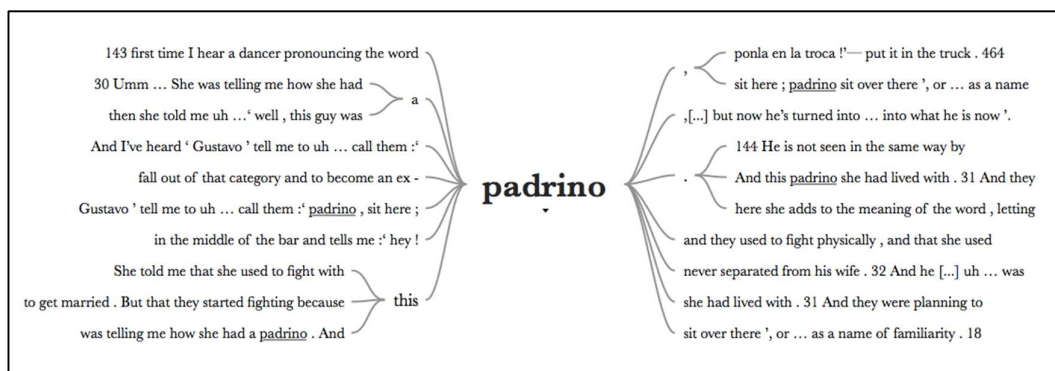 143 first time I hear a dancer pronouncing the word
30 Umm … She was telling me how she had
a
then she told me uh …‘ well , this guy was
And I've heard ‘ Gustavo ’ tell me to uh … call them :‘
fall out of that category and to become an ex -
Gustavo ’ tell me to uh … call them :‘ padrino , sit here ;
in the middle of the bar and tells me :‘ hey !
She told me that she used to fight with
to get married . But that they started fighting because
this
was telling me how she had a padrino . And
padrino
ponla en la troca !’— put it in the truck . 464
,
sit here ; padrino sit over there ’, or … as a name
,[...] but now he's turned into … into what he is now ’.
144 He is not seen in the same way by
.
And this padrino she had lived with . 31 And they
here she adds to the meaning of the word , letting
and they used to fight physically , and that she used
never separated from his wife . 32 And he [...] uh … was
she had lived with . 31 And they were planning to
sit over there ’, or … as a name of familiarity . 18